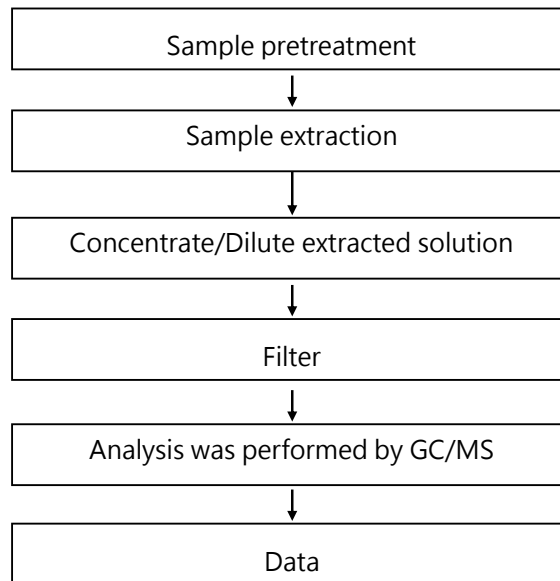 Sample pretreatment
Sample extraction
Concentrate/Dilute extracted solution
Filter
Analysis was performed by GC/MS
Data